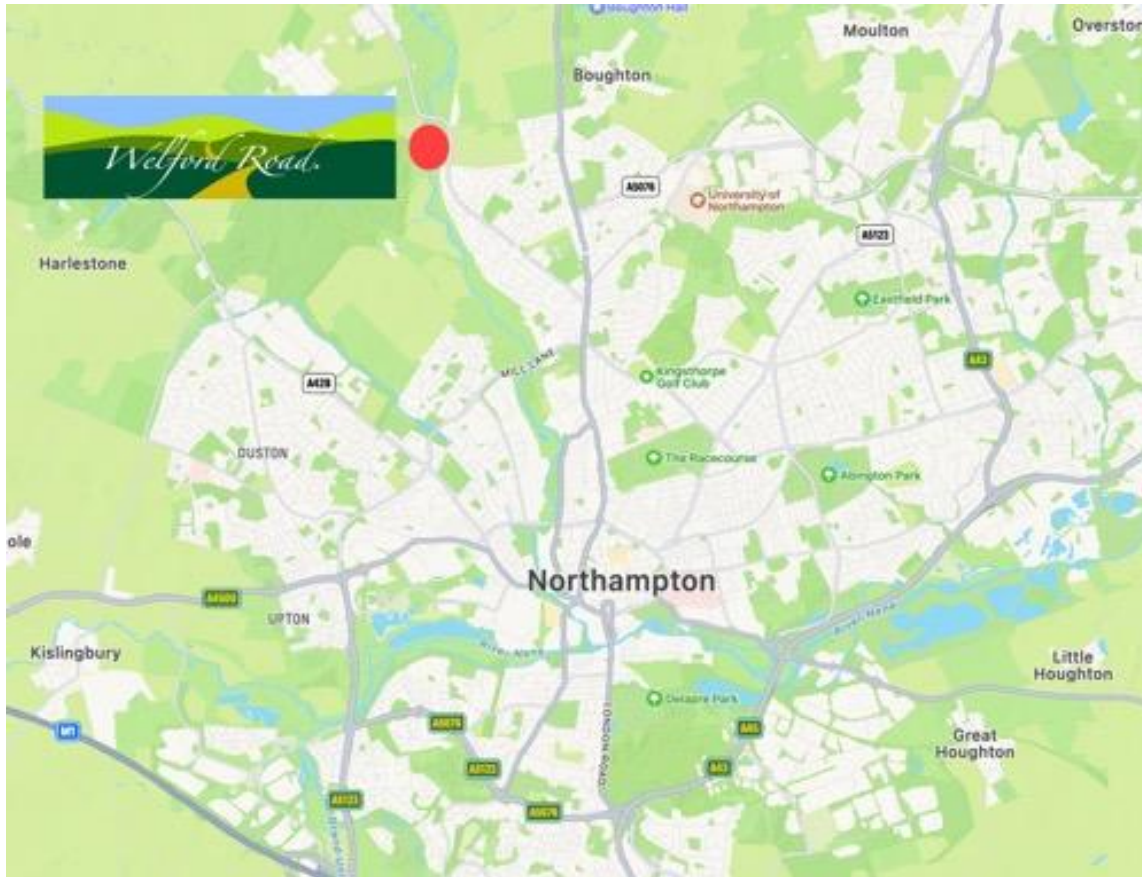 Boughton Hall
Moulton
Overston
Boughton
Welford Road.
A5076
University of
Northampton
A5123
Harlestone
Eastfield Park
A43
MILL LANE
Kingsthorpe
Golf Club
A428
DUSTON
The Racecourse
Abington Park
ole
Northampton
A4500
UPTON
River Nene
River Nene
Kislingbury
Little
Houghton
Delapre Park
LONDON ROAD
A5076
M1
A45
Great
Houghton
A5123
A43
A5123
A5076